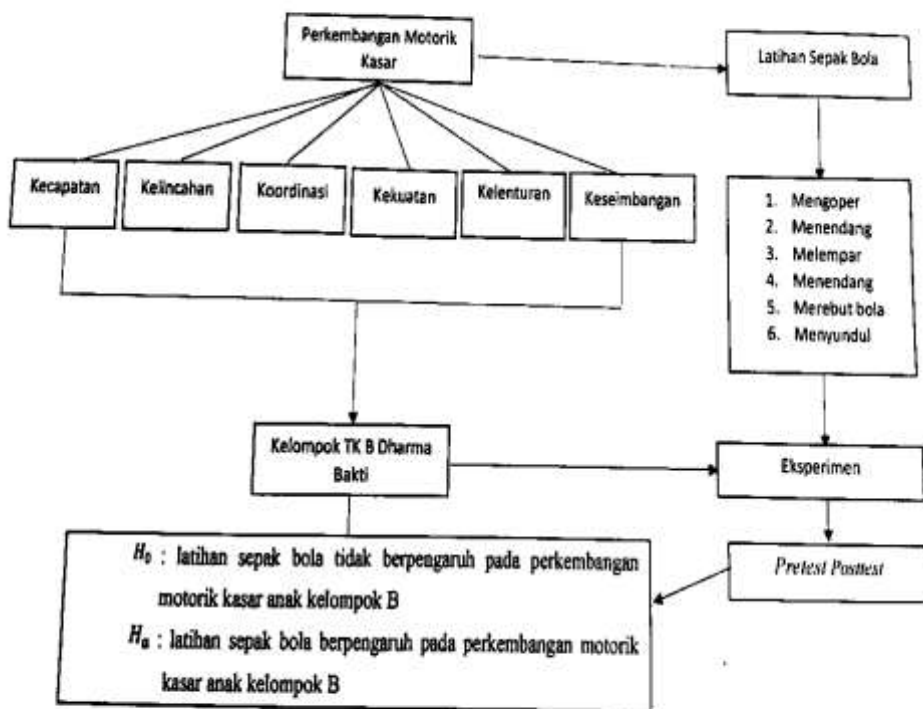 Perkembangan Motorik
Kasar
Latihan Sepak Bola
Kecapatan
Kelincahan
Koordinasi
Kekuatan
Kelenturan
Keseimbangan
1. Mengoper
2. Menendang
3. Melempar
4. Menendang
5. Merebut bola
6. Menyundul
Kelompok TK B Dharma
Bakti
Eksperimen
H₀ : latihan sepak bola tidak berpengaruh pada perkembangan
motorik kasar anak kelompok B
Hₐ : latihan sepak bola berpengaruh pada perkembangan motorik
kasar anak kelompok B
Pretest Posttest